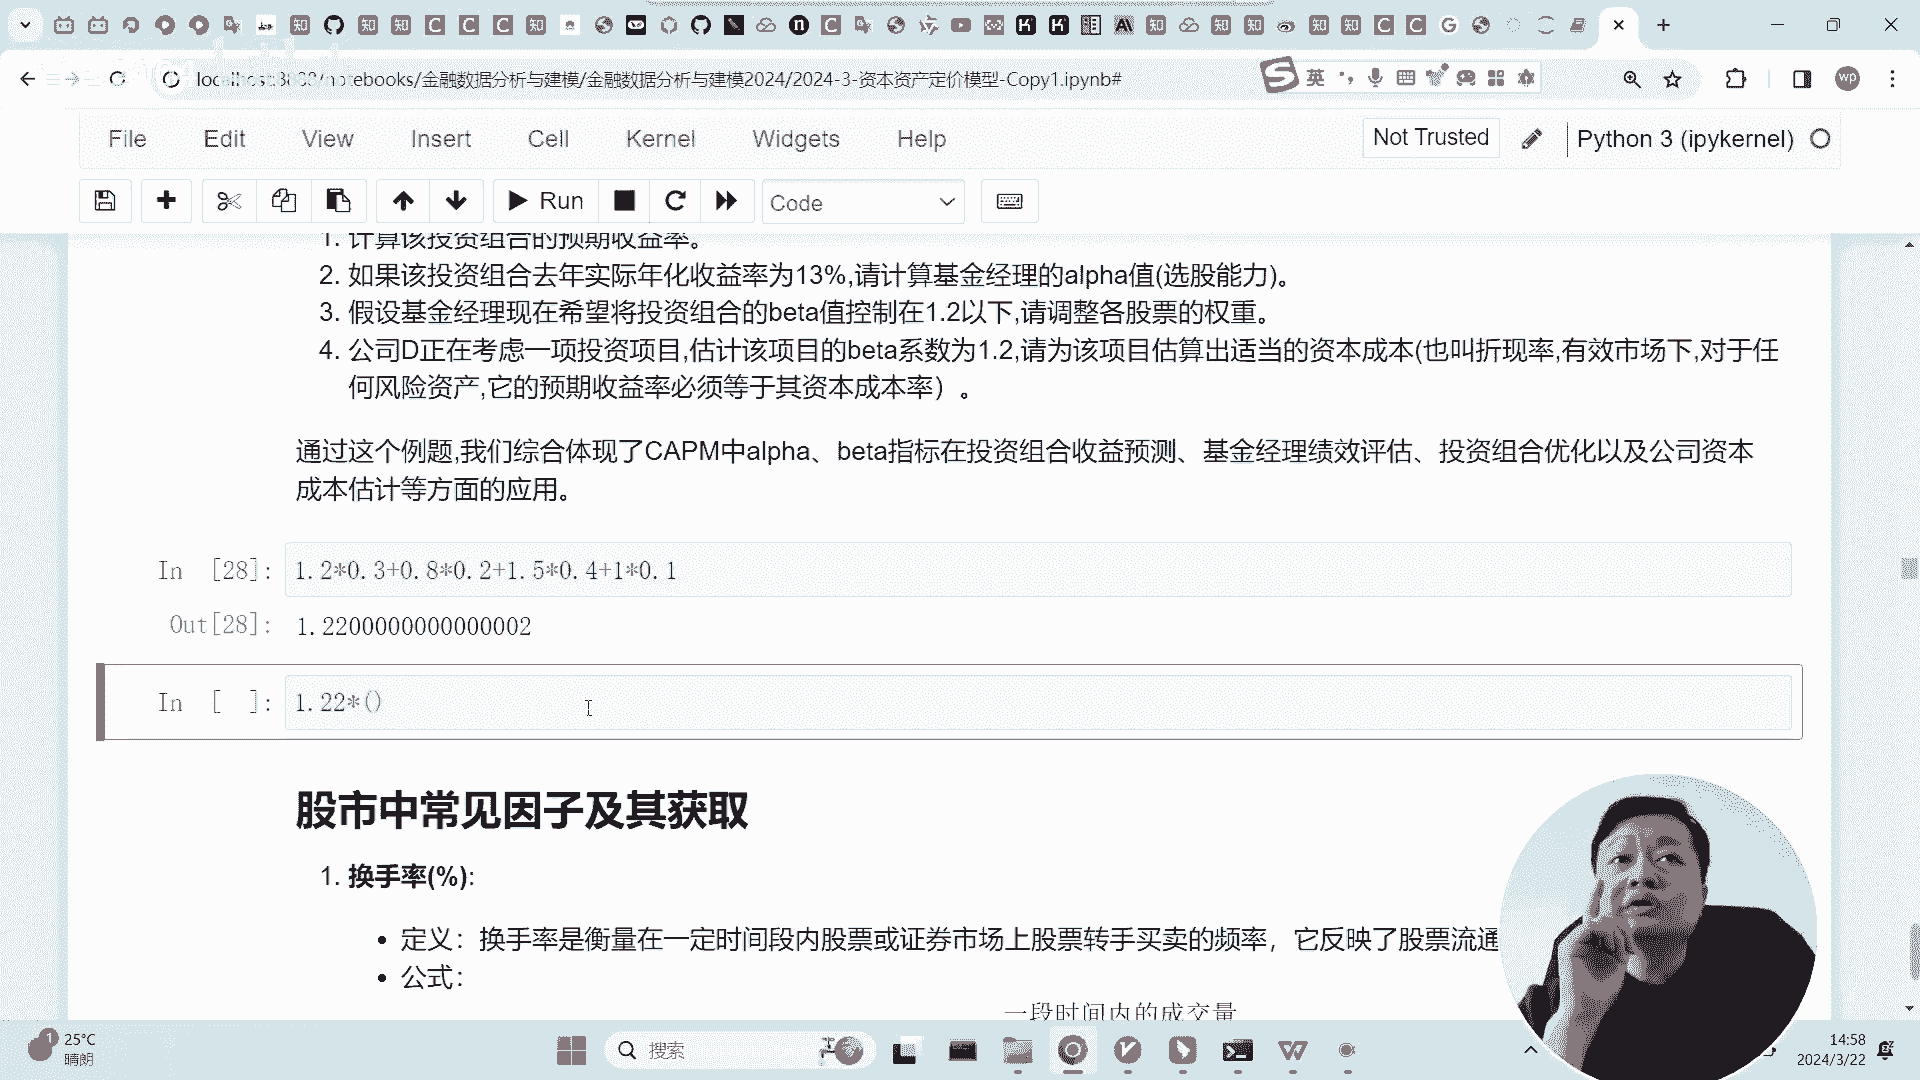 localhost:8888/notebooks/金融数据分析与建模/金融数据分析与建模2024/2024-3-资本资产定价模型-Copy1.ipynb#
英
wp
File Edit View Insert Cell Kernel Widgets Help
Not Trusted
Python 3 (ipykernel)
Run
Code
1. 计算该投资组合的预期收益率。
2. 如果该投资组合去年实际年化收益率为13%,请计算基金经理的alpha值(选股能力)。
3. 假设基金经理现在希望将投资组合的beta值控制在1.2以下,请调整各股票的权重。
4. 公司D正在考虑一项投资项目,估计该项目的beta系数为1.2,请为该项目估算出适当的资本成本(也叫折现率,有效市场下,对于任
何风险资产,它的预期收益率必须等于其资本成本率）。
通过这个例题,我们综合体现了CAPM中alpha、beta指标在投资组合收益预测、基金经理绩效评估、投资组合优化以及公司资本
成本估计等方面的应用。
In [28]: 1.2*0.3+0.8*0.2+1.5*0.4+1*0.1
Out[28]: 1.2200000000000002
In [ ]: 1.22*()
股市中常见因子及其获取
1. 换手率(%):
• 定义：换手率是衡量在一定时间段内股票或证券市场上股票转手买卖的频率，它反映了股票流通
• 公式：
一段时间内的成交量
1
25°C
晴朗
搜索
14:58
2024/3/22